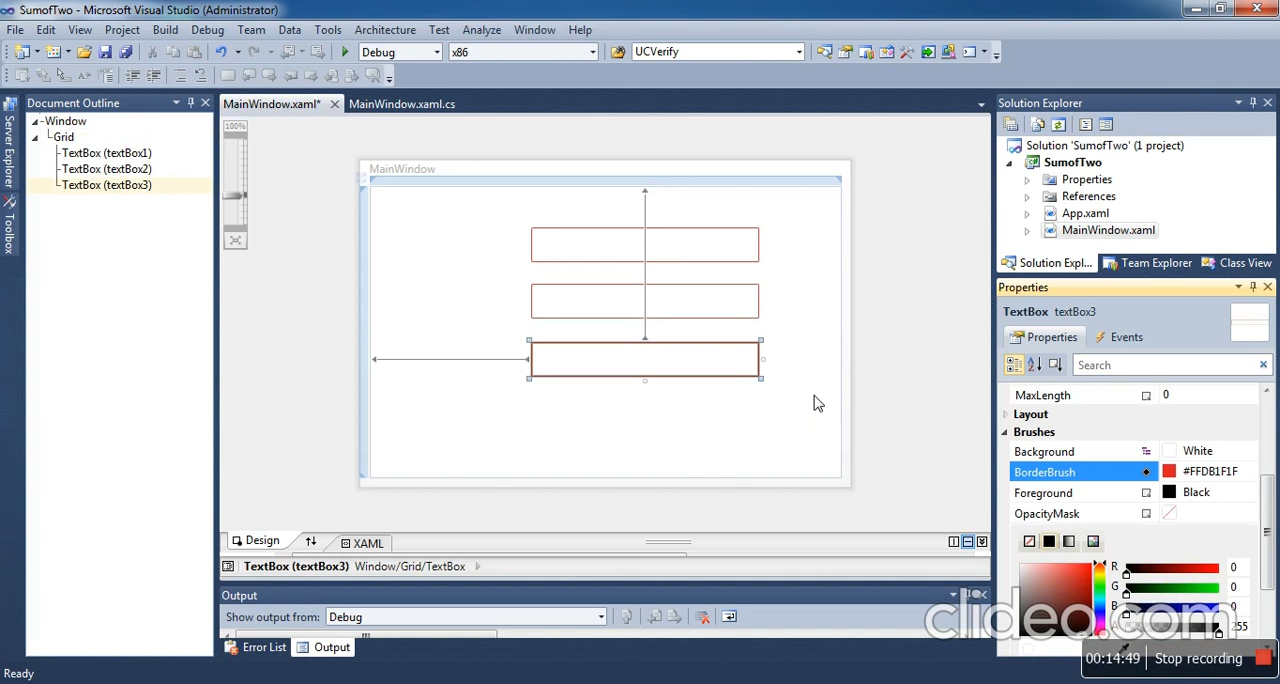 SumofTwo - Microsoft Visual Studio (Administrator)
File Edit View Project Build Debug Team Data Tools Architecture Test Analyze Window Help
Debug x86 UCVerify
Document Outline
Window
Grid
TextBox (textBox1)
TextBox (textBox2)
TextBox (textBox3)
Server Explorer
Toolbox
MainWindow.xaml* MainWindow.xaml.cs
100%
MainWindow
Design XAML
TextBox (textBox3) Window/Grid/TextBox
Output
Show output from: Debug
Error List Output
Solution Explorer
Solution 'SumofTwo' (1 project)
SumofTwo
Properties
References
App.xaml
MainWindow.xaml
Solution Expl... Team Explorer Class View
Properties
TextBox textBox3
Properties Events
Search
MaxLength 0
Layout
Brushes
Background White
BorderBrush #FFDB1F1F
Foreground Black
OpacityMask
R 0
G 0
B 0
A 255
clideo.com
00:14:49 Stop recording
Ready